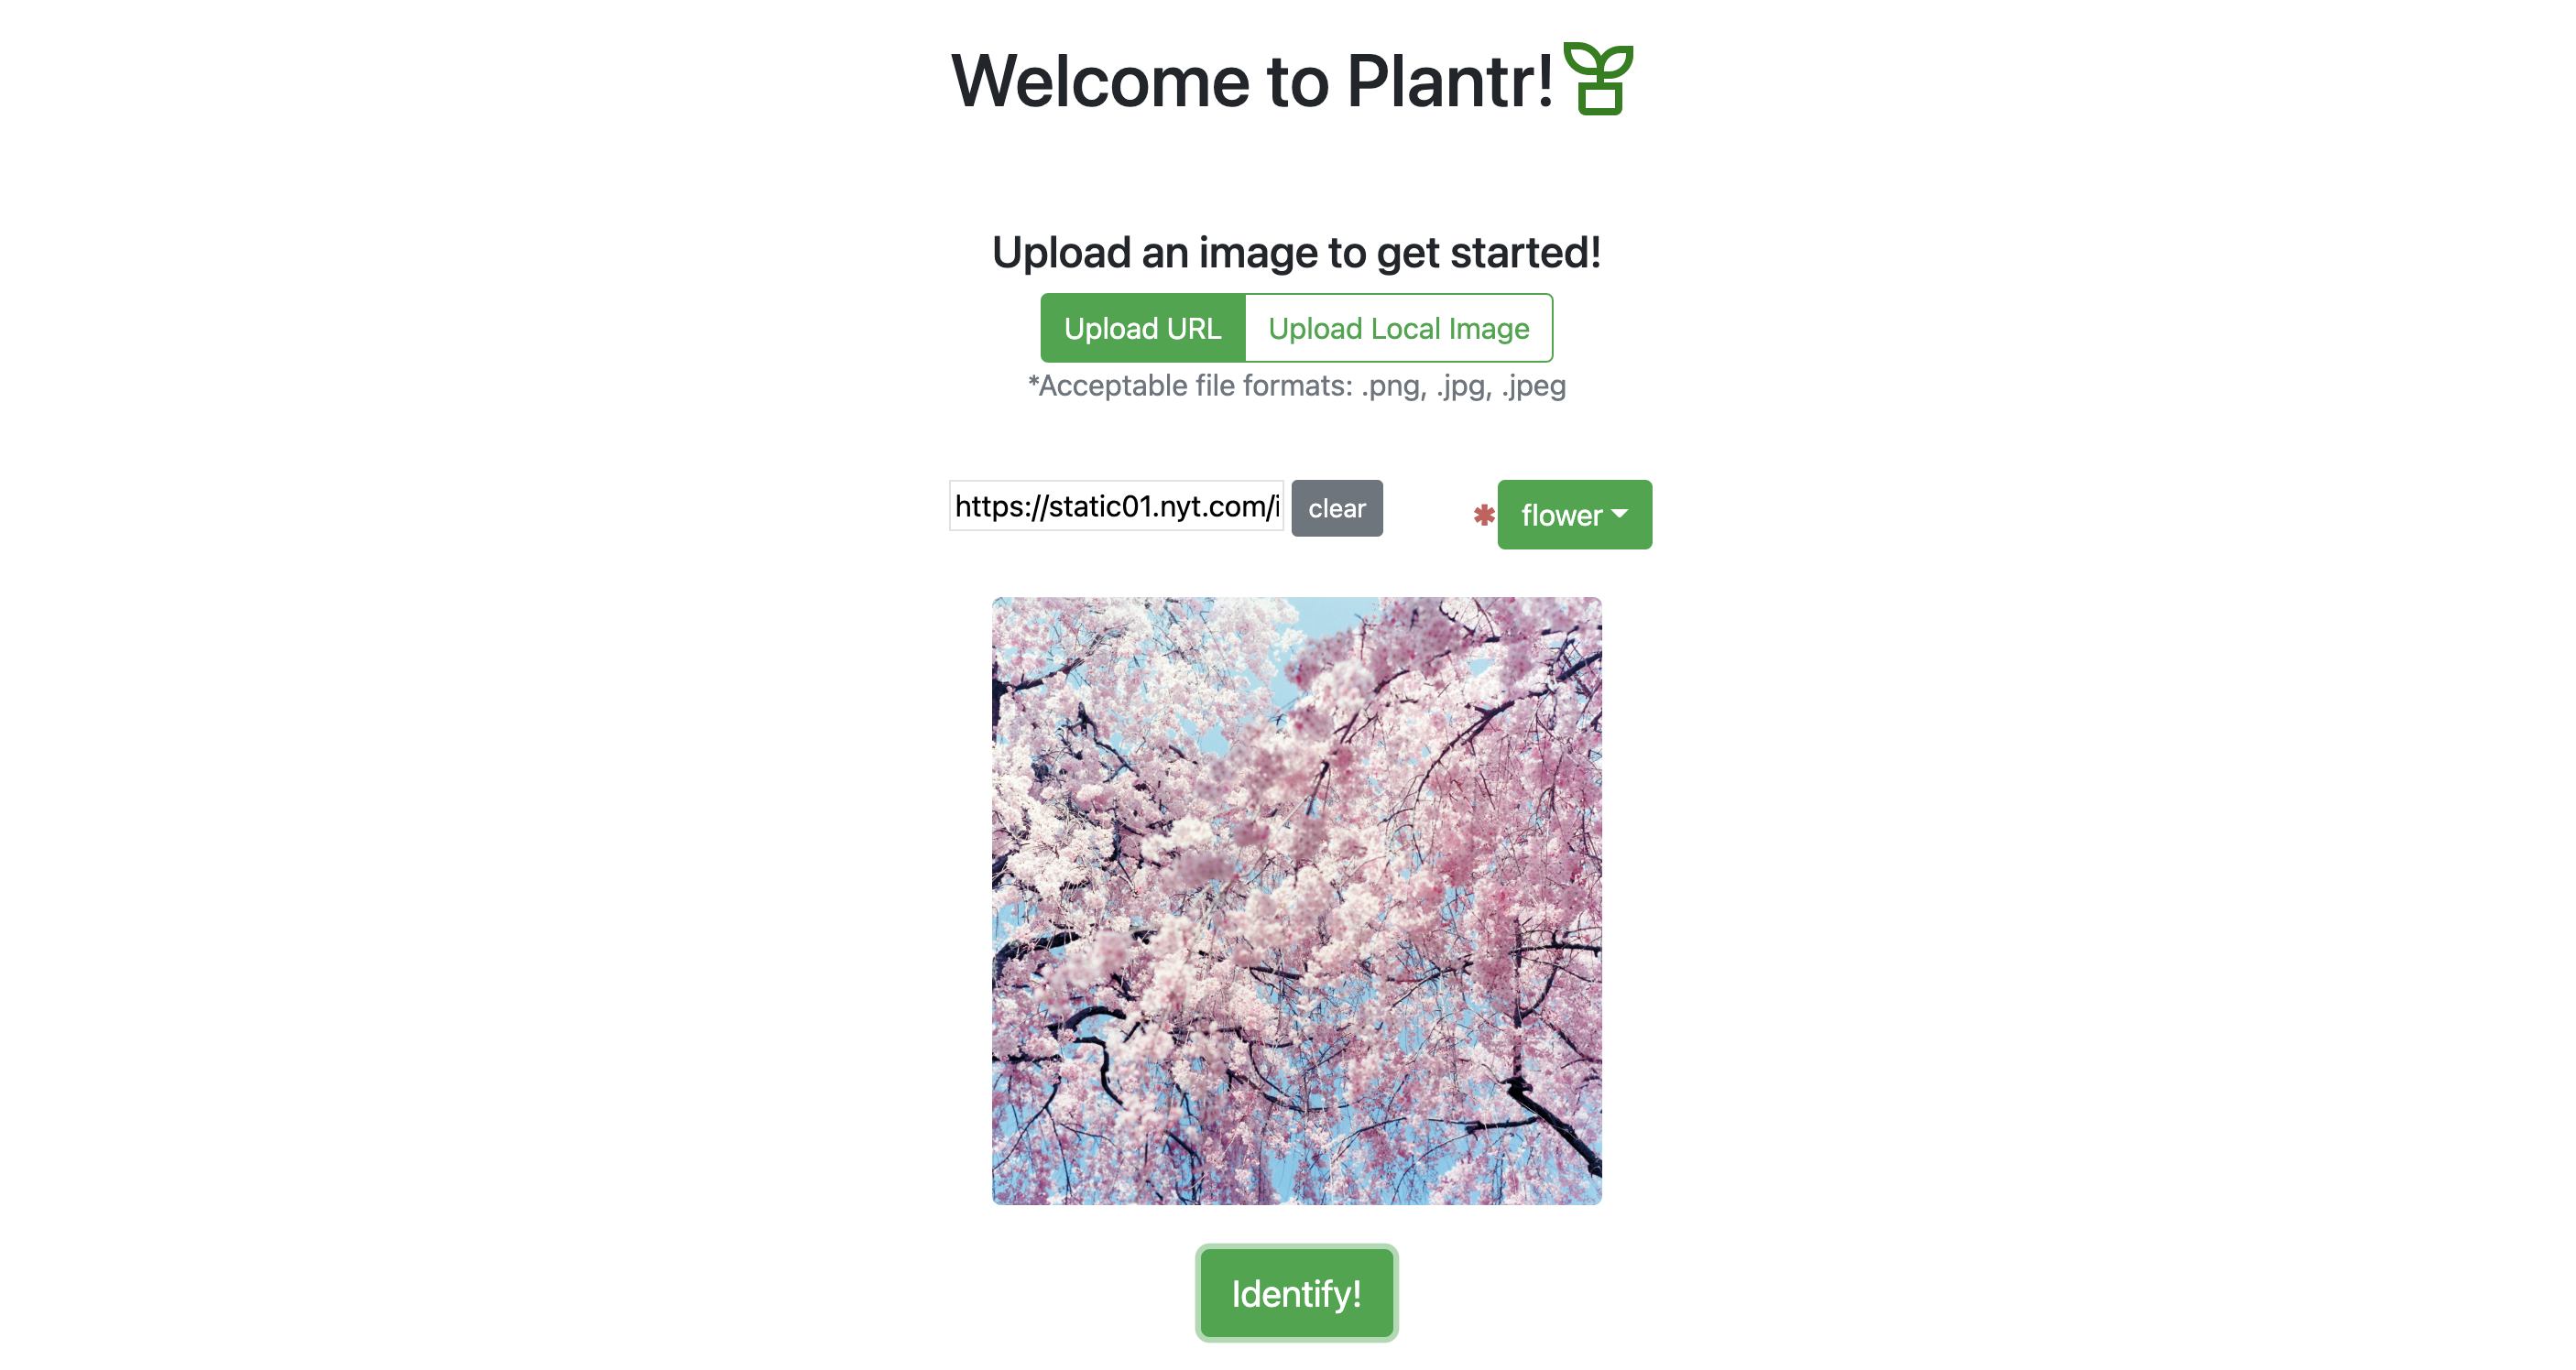 Welcome to Plantr!
Upload an image to get started!
Upload URL Upload Local Image
*Acceptable file formats: .png, .jpg, .jpeg
https://static01.nyt.com/i clear * flower
Identify!